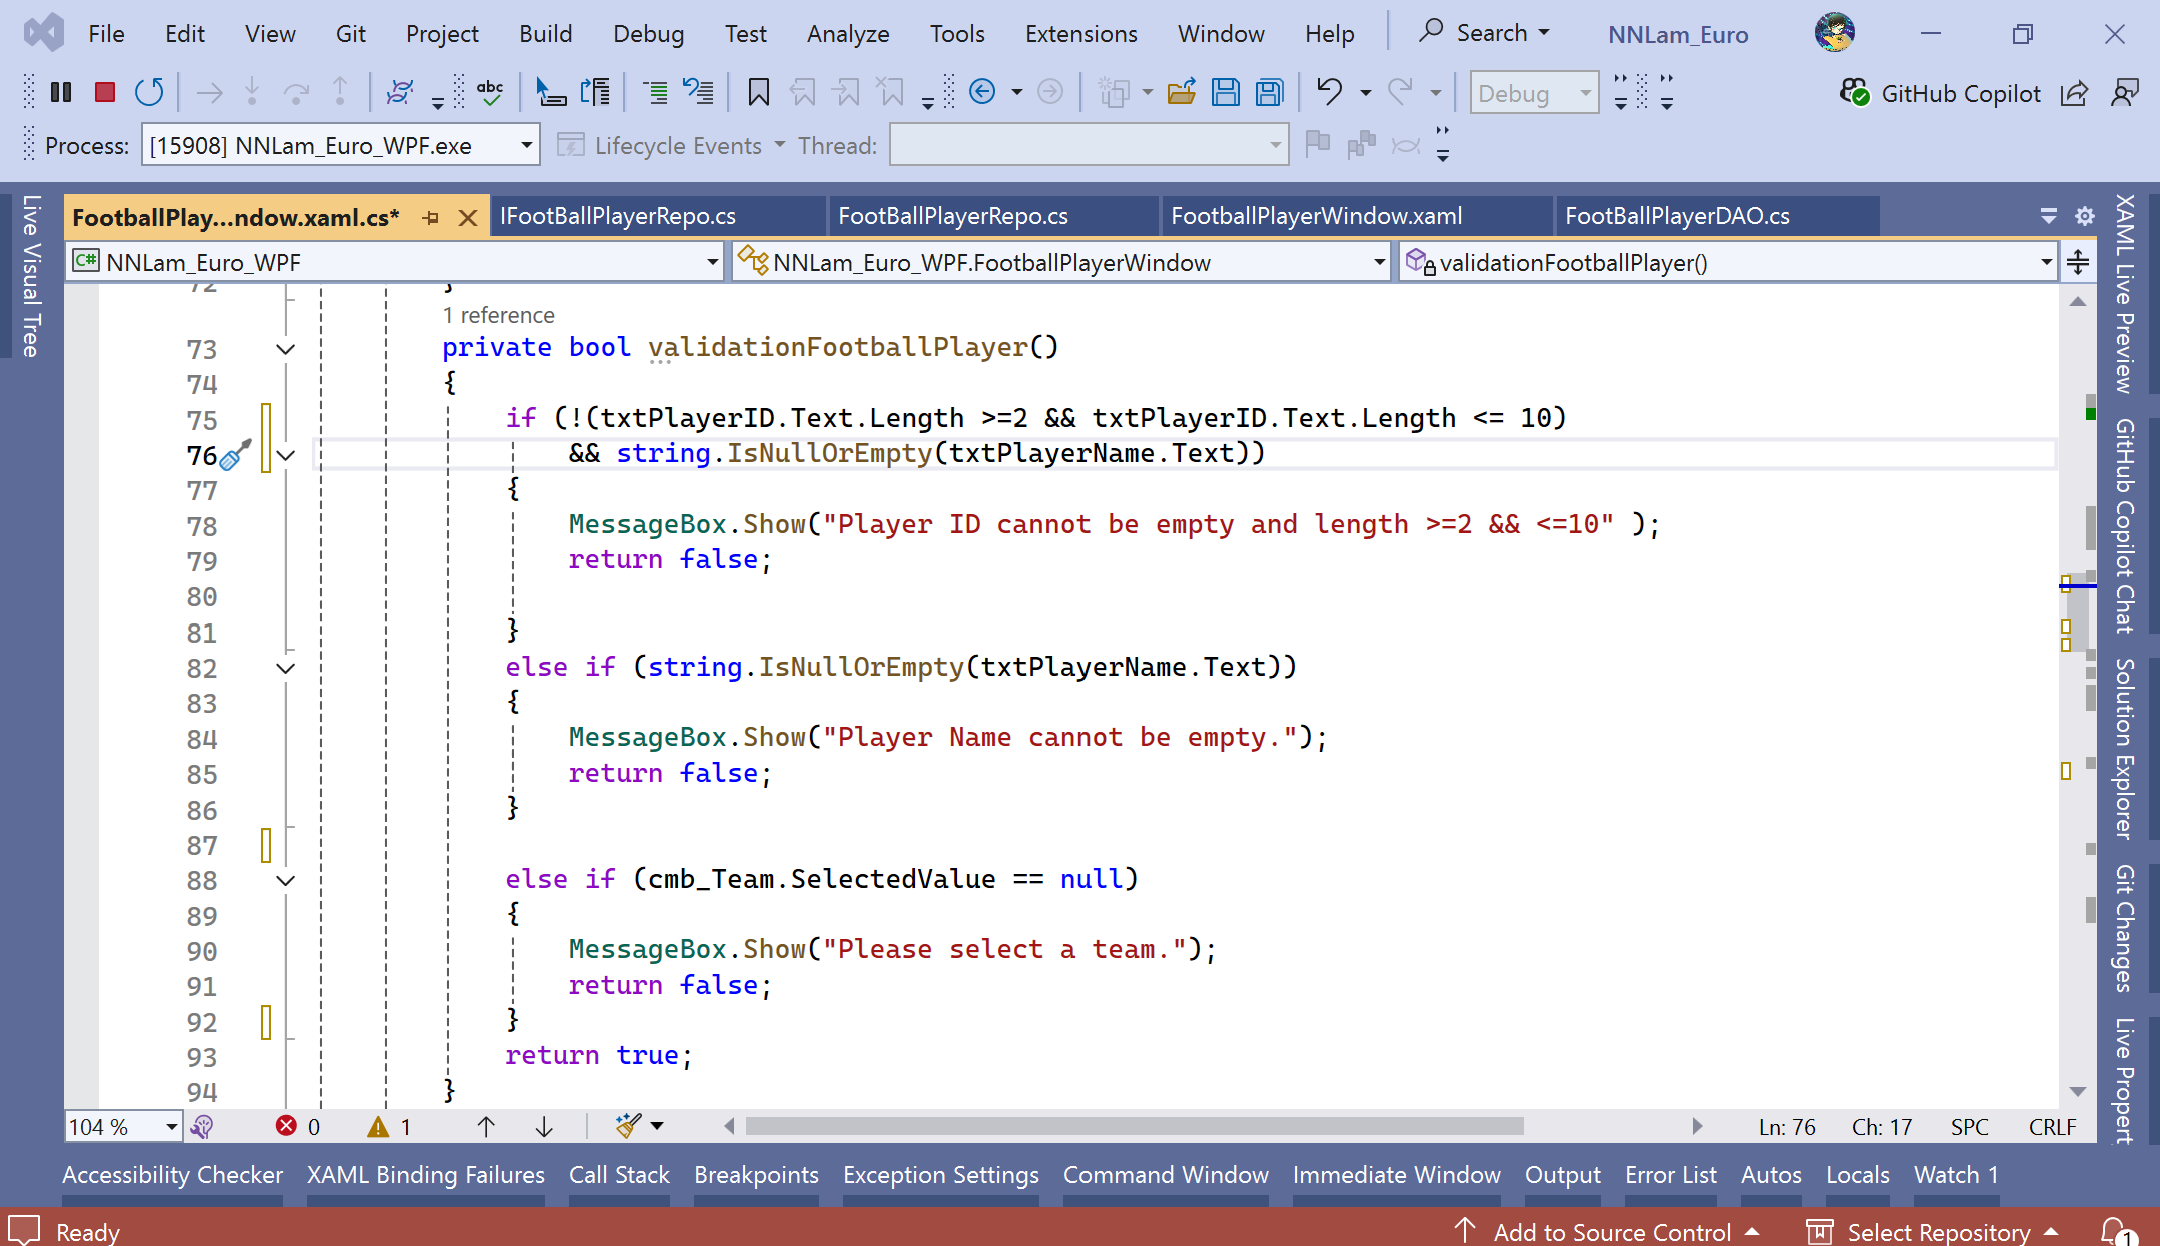 File Edit View Git Project Build Debug Test Analyze Tools Extensions Window Help Search NNLam_Euro
abc Debug GitHub Copilot
Process: [15908] NNLam_Euro_WPF.exe Lifecycle Events Thread:
FootballPlay...ndow.xaml.cs* IFootBallPlayerRepo.cs FootBallPlayerRepo.cs FootballPlayerWindow.xaml FootBallPlayerDAO.cs
C# NNLam_Euro_WPF NNLam_Euro_WPF.FootballPlayerWindow validationFootballPlayer()
72 }
1 reference
73 private bool validationFootballPlayer()
74 {
75 if (!(txtPlayerID.Text.Length >=2 && txtPlayerID.Text.Length <= 10)
76 && string.IsNullOrEmpty(txtPlayerName.Text))
77 {
78 MessageBox.Show("Player ID cannot be empty and length >=2 && <=10" );
79 return false;
80
81 }
82 else if (string.IsNullOrEmpty(txtPlayerName.Text))
83 {
84 MessageBox.Show("Player Name cannot be empty.");
85 return false;
86 }
87
88 else if (cmb_Team.SelectedValue == null)
89 {
90 MessageBox.Show("Please select a team.");
91 return false;
92 }
93 return true;
94 }
104 % 0 1 Ln: 76 Ch: 17 SPC CRLF
Accessibility Checker XAML Binding Failures Call Stack Breakpoints Exception Settings Command Window Immediate Window Output Error List Autos Locals Watch 1
Ready Add to Source Control Select Repository 1
Live Visual Tree
XAML Live Preview
GitHub Copilot Chat
Solution Explorer
Git Changes
Live Propert